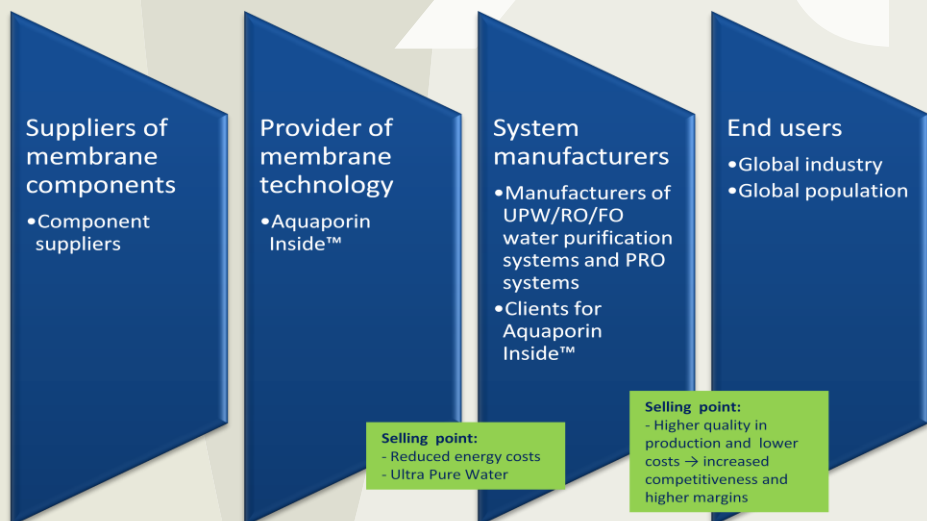 Suppliers of
membrane
components
•Component
suppliers
Provider of
membrane
technology
•Aquaporin
Inside™
System
manufacturers
•Manufacturers of
UPW/RO/FO
water purification
systems and PRO
systems
•Clients for
Aquaporin
Inside™
End users
•Global industry
•Global population
Selling point:
- Reduced energy costs
- Ultra Pure Water
Selling point:
- Higher quality in
production and lower
costs → increased
competitiveness and
higher margins